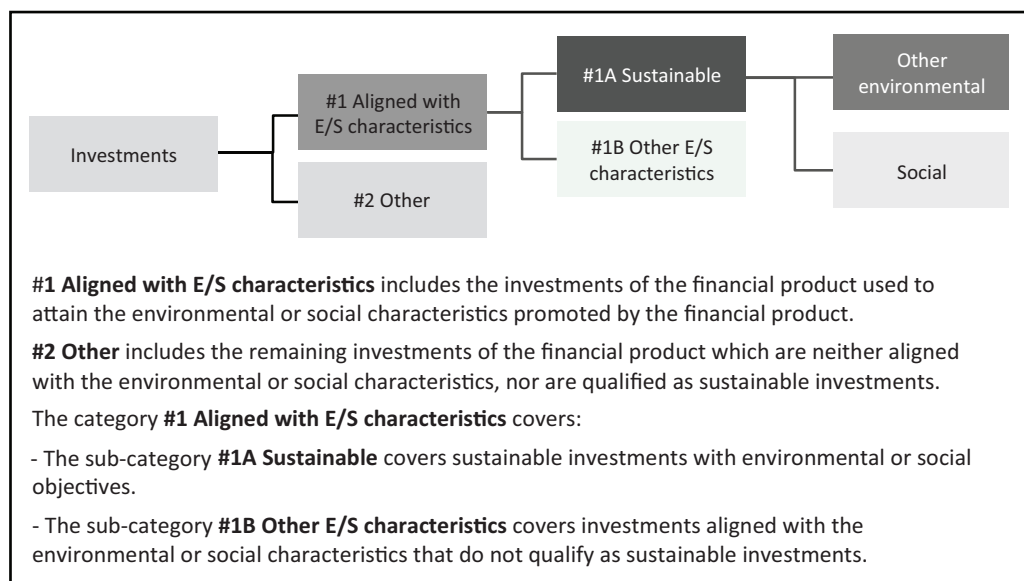 Investments
#1 Aligned with
E/S characteristics
#2 Other
#1A Sustainable
#1B Other E/S
characteristics
Other
environmental
Social
#1 Aligned with E/S characteristics includes the investments of the financial product used to
attain the environmental or social characteristics promoted by the financial product.
#2 Other includes the remaining investments of the financial product which are neither aligned
with the environmental or social characteristics, nor are qualified as sustainable investments.
The category #1 Aligned with E/S characteristics covers:
- The sub-category #1A Sustainable covers sustainable investments with environmental or social
objectives.
- The sub-category #1B Other E/S characteristics covers investments aligned with the
environmental or social characteristics that do not qualify as sustainable investments.